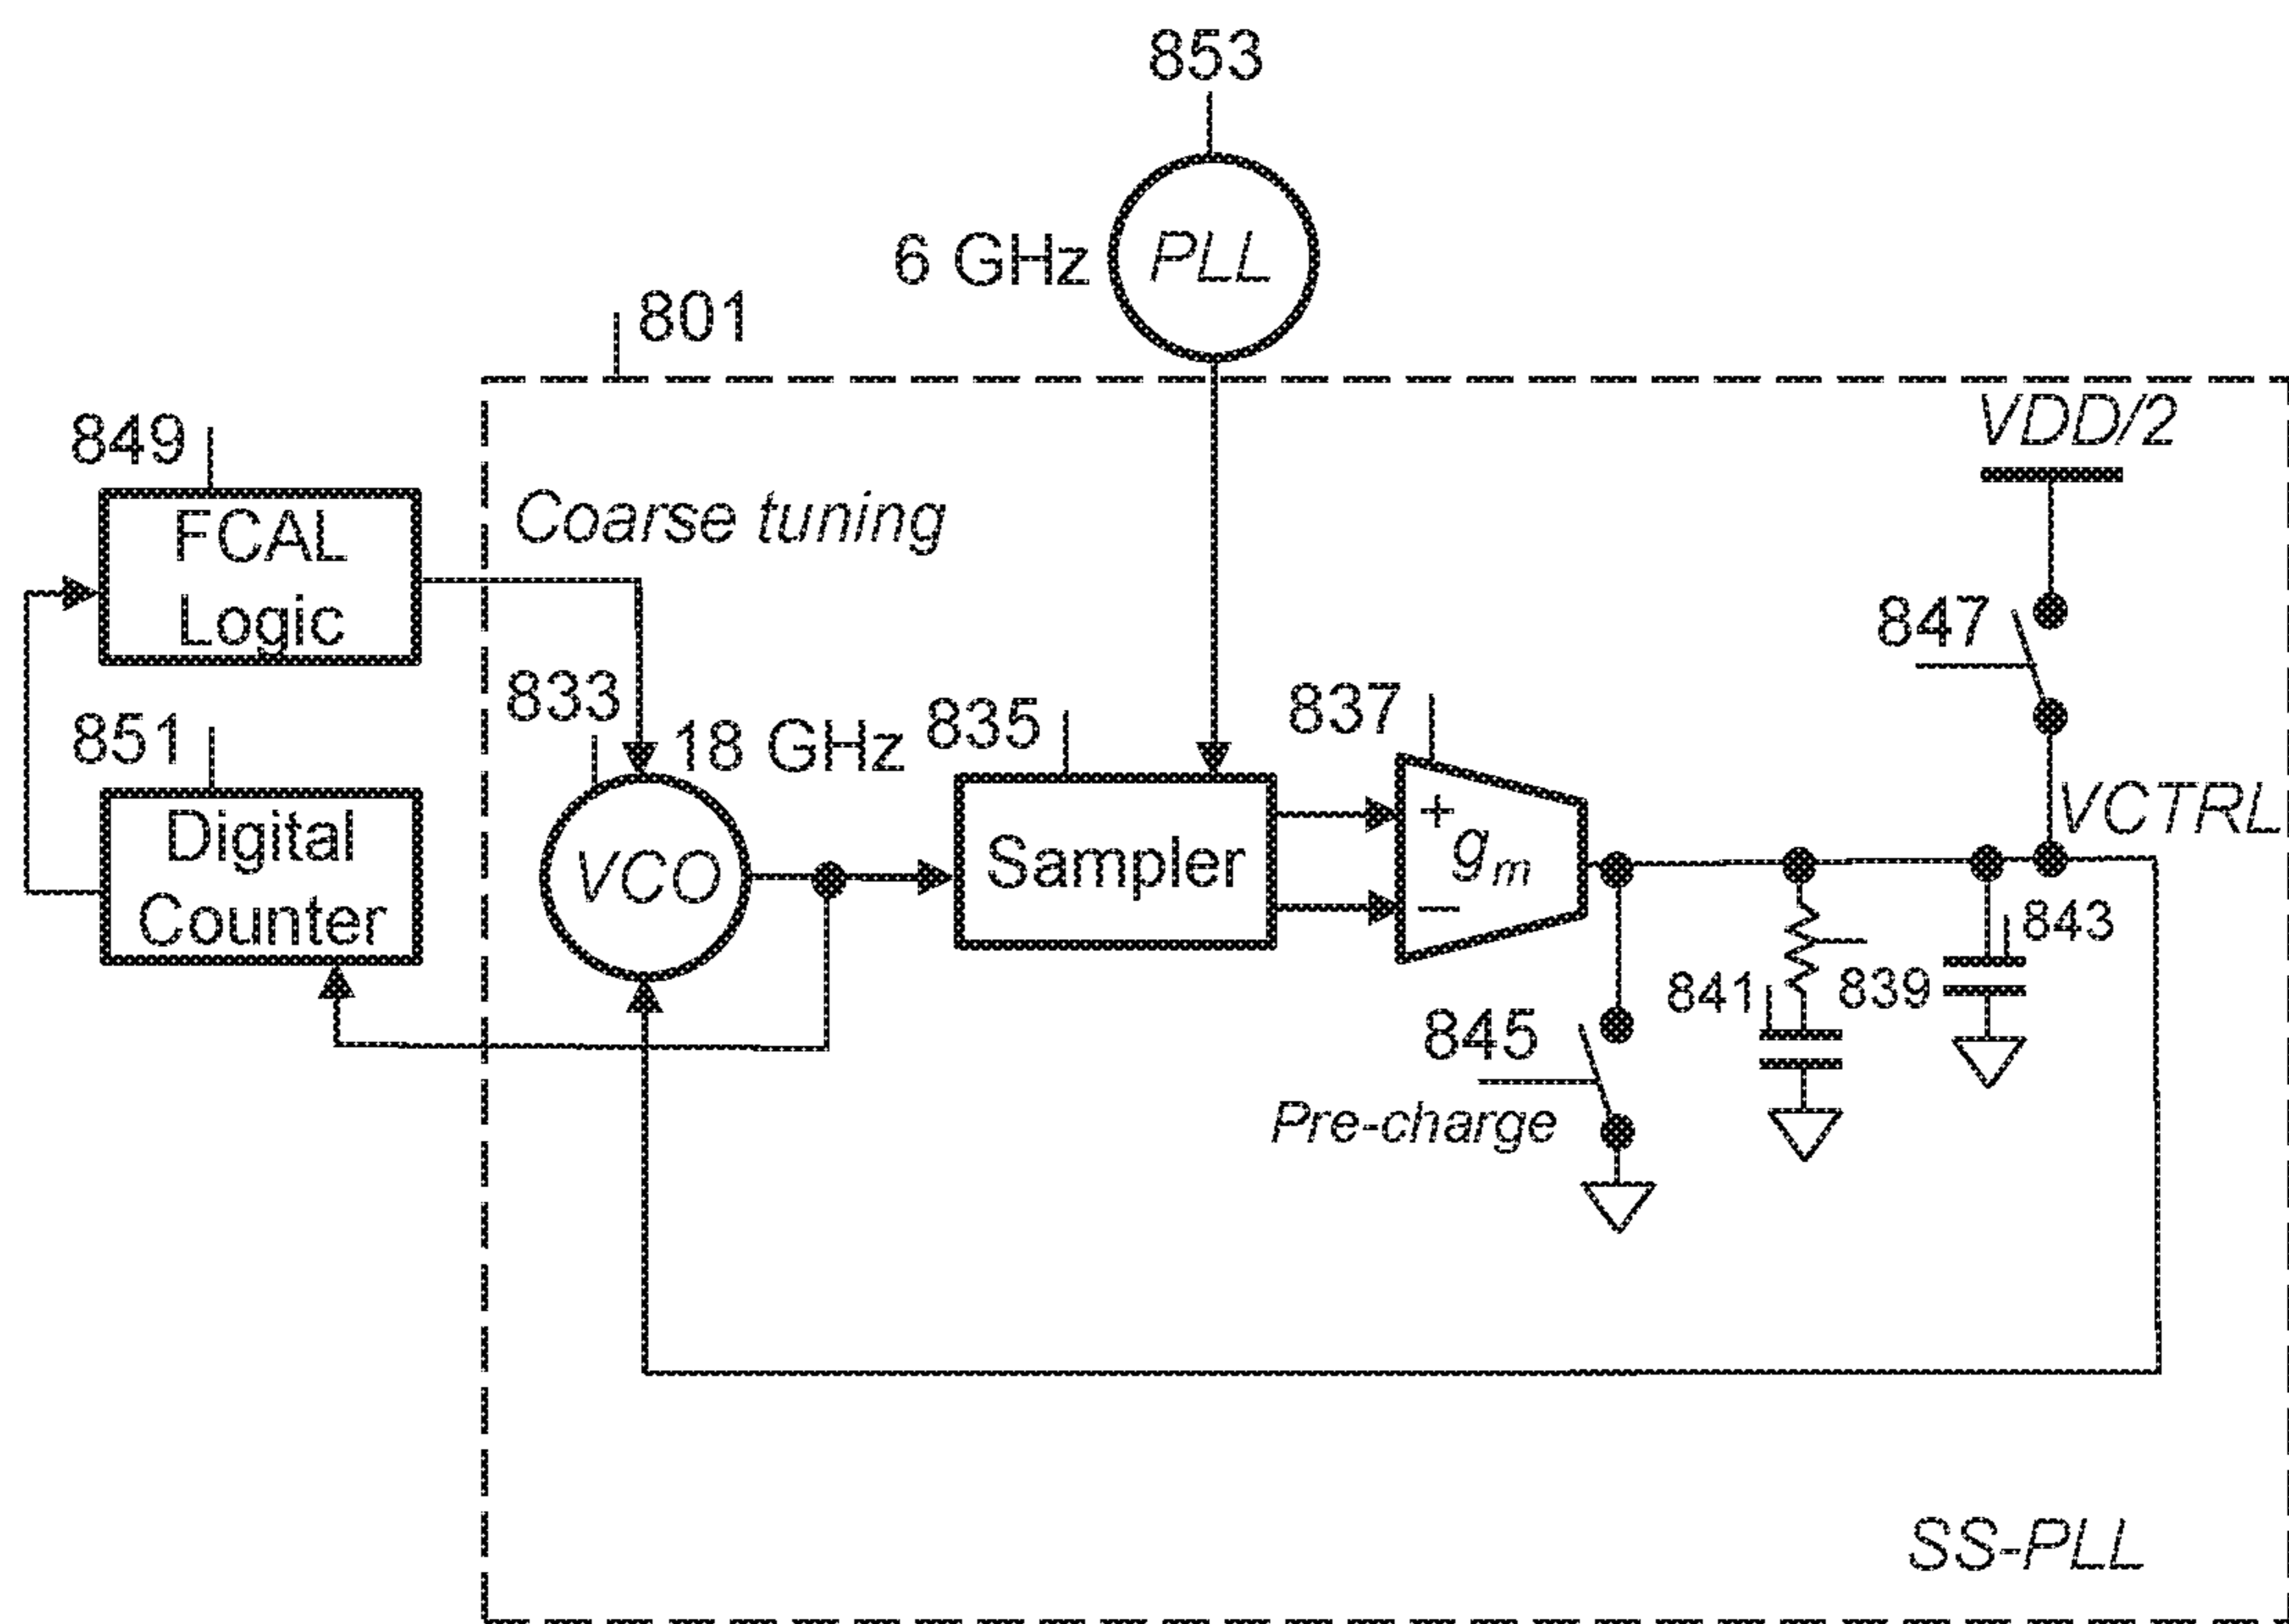 853
6 GHz
PLL
801
VDD/2
849
FCAL
Logic
Coarse tuning
847
833
18 GHz
835
837
851
Digital
Counter
VCO
Sampler
+
gm
−
VCTRL
843
841
839
845
Pre-charge
SS-PLL